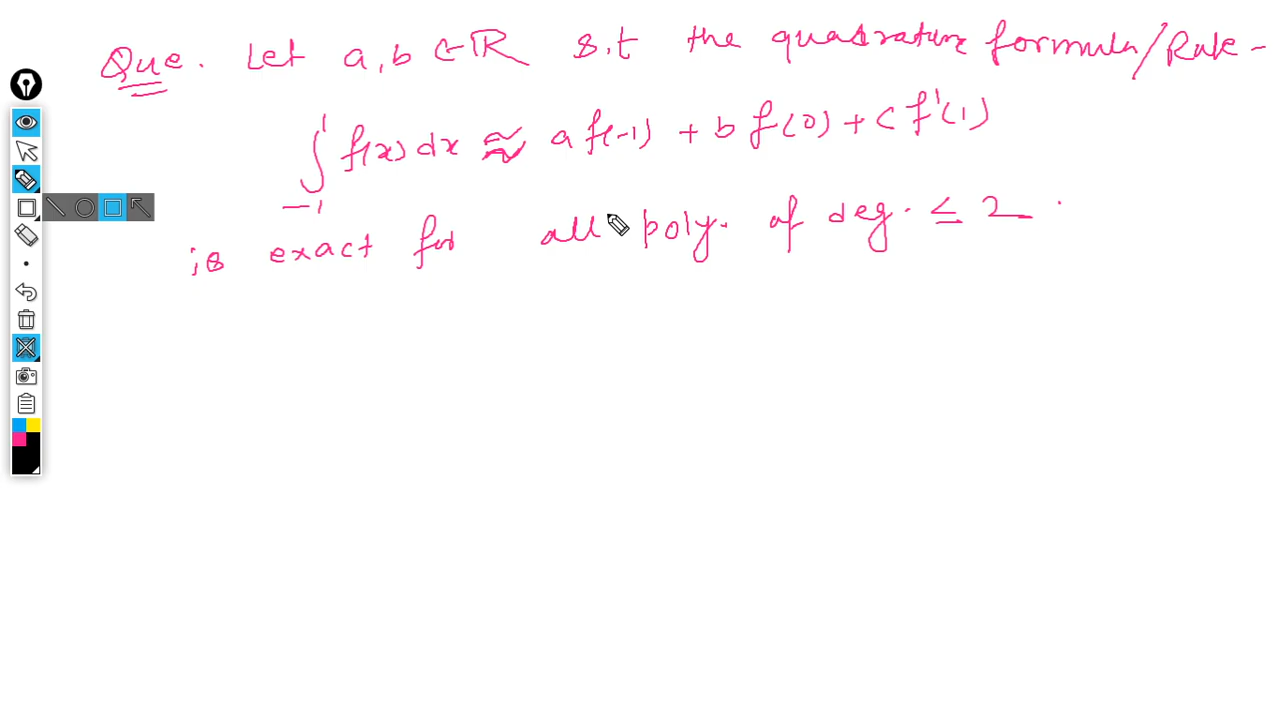 Que. Let a, b ∈ ℝ s.t the quadrature formula/Rule -
∫₋₁¹ f(x) dx ≈ a f(-1) + b f(0) + c f'(1)
is exact for all poly. of deg. ≤ 2.